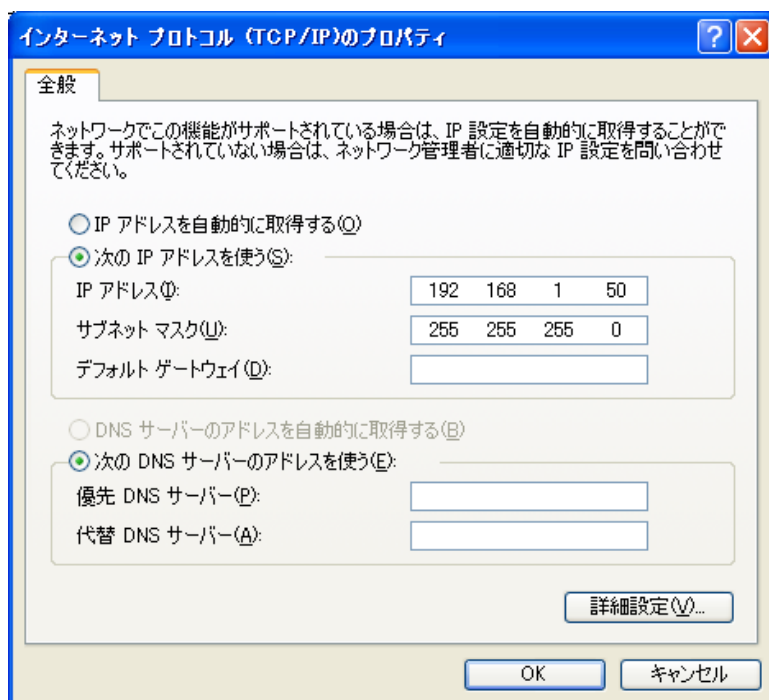 インターネット プロトコル (TCP/IP)のプロパティ
全般
ネットワークでこの機能がサポートされている場合は、IP 設定を自動的に取得することがで
きます。サポートされていない場合は、ネットワーク管理者に適切な IP 設定を問い合わせ
てください。
IP アドレスを自動的に取得する(O)
次の IP アドレスを使う(S):
IP アドレス(I): 192 168 1 50
サブネット マスク(U): 255 255 255 0
デフォルト ゲートウェイ(D):
DNS サーバーのアドレスを自動的に取得する(B)
次の DNS サーバーのアドレスを使う(E):
優先 DNS サーバー(P):
代替 DNS サーバー(A):
詳細設定(V)...
OK キャンセル